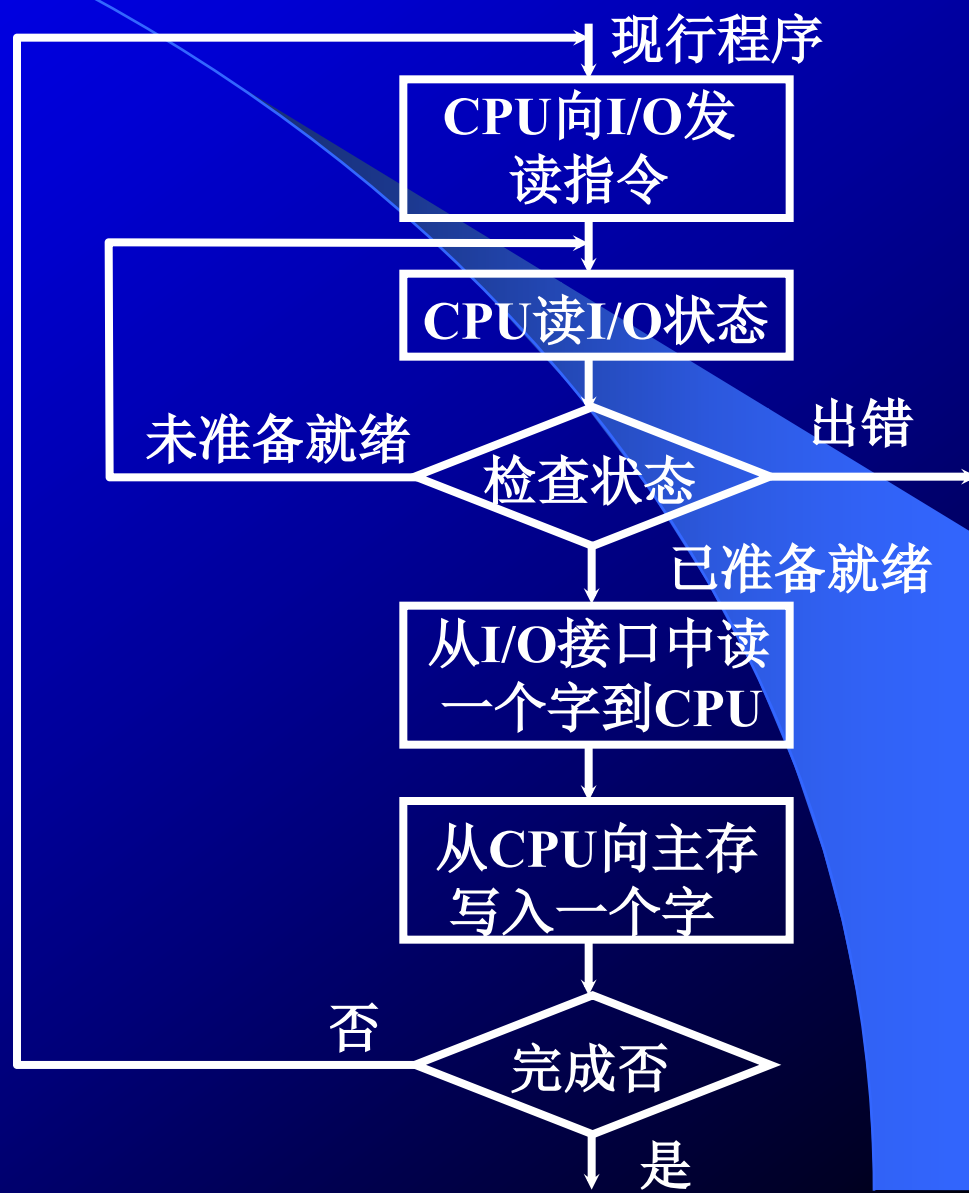 现行程序
CPU向I/O发
读指令
CPU读I/O状态
未准备就绪
出错
检查状态
已准备就绪
从I/O接口中读
一个字到CPU
从CPU向主存
写入一个字
否
完成否
是